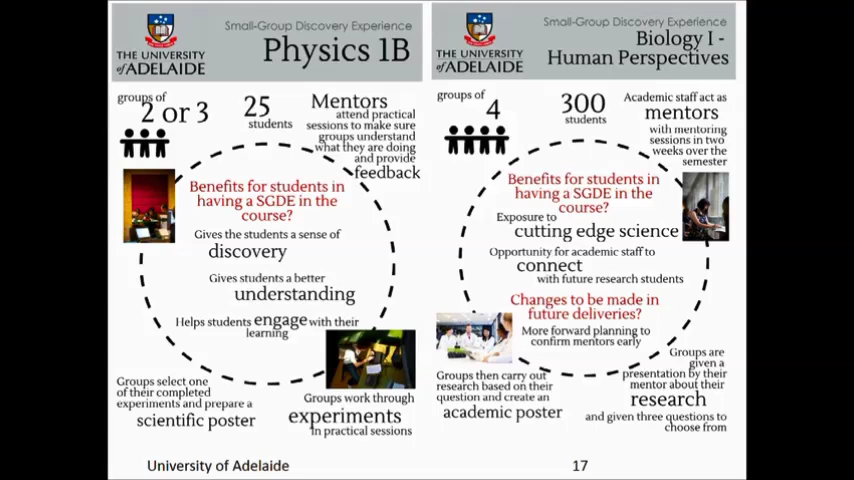 Small-Group Discovery Experience
Physics 1B
THE UNIVERSITY
of ADELAIDE
groups of
2 or 3
25
students
Mentors
attend practical
sessions to make sure
groups understand
what they are doing
and provide
feedback
Benefits for students in
having a SGDE in the
course?
Gives the students a sense of
discovery
Gives students a better
understanding
Helps students engage with their
learning
Groups work through
experiments
in practical sessions
Groups select one
of their completed
experiments and prepare a
scientific poster
Small-Group Discovery Experience
Biology I -
Human Perspectives
THE UNIVERSITY
of ADELAIDE
groups of
4
300
students
Academic staff act as
mentors
with mentoring
sessions in two
weeks over the
semester
Benefits for students in
having a SGDE in the
course?
Exposure to
cutting edge science
Opportunity for academic staff to
connect
with future research students
Changes to be made in
future deliveries?
More forward planning to
confirm mentors early
Groups are
given a
presentation by their
mentor about their
research
and given three questions to
choose from
Groups then carry out
research based on their
question and create an
academic poster
University of Adelaide
17